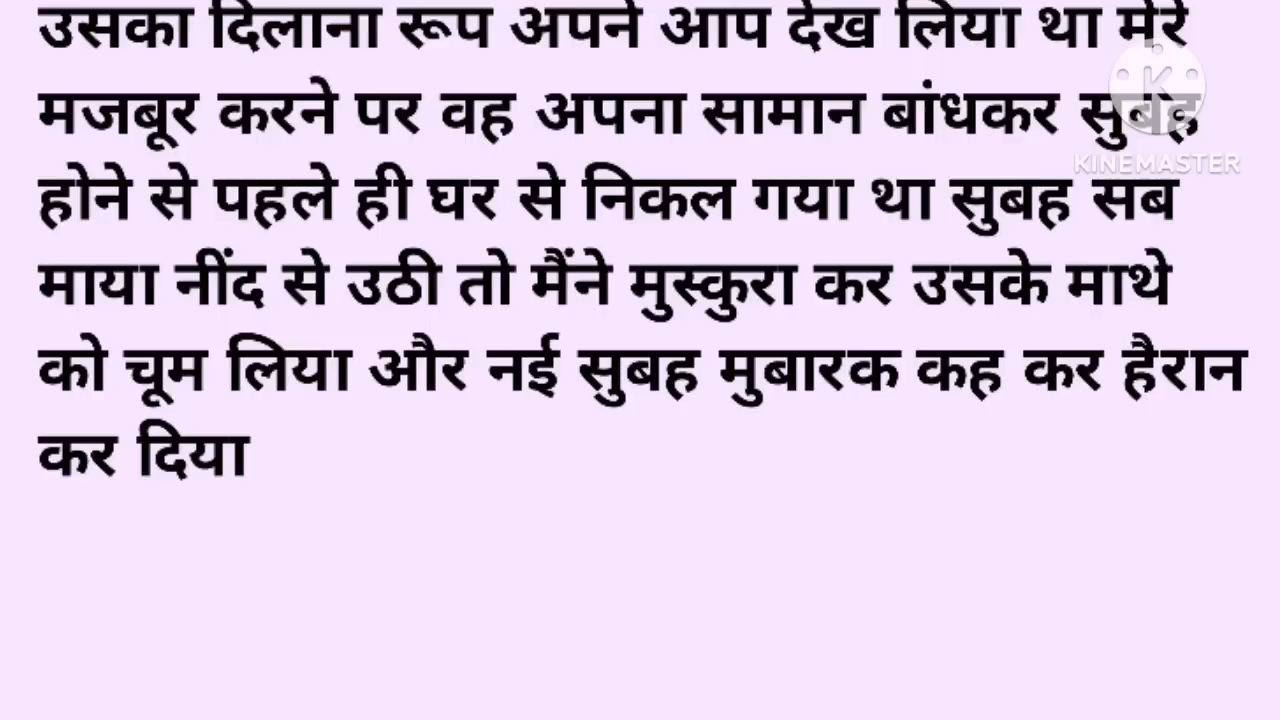 उसका दिलाना रूप अपने आप देख लिया था मेरे
मजबूर करने पर वह अपना सामान बांधकर सुबह
होने से पहले ही घर से निकल गया था सुबह सब
माया नींद से उठी तो मैंने मुस्कुरा कर उसके माथे
को चूम लिया और नई सुबह मुबारक कह कर हैरान
कर दिया
KINEMASTER